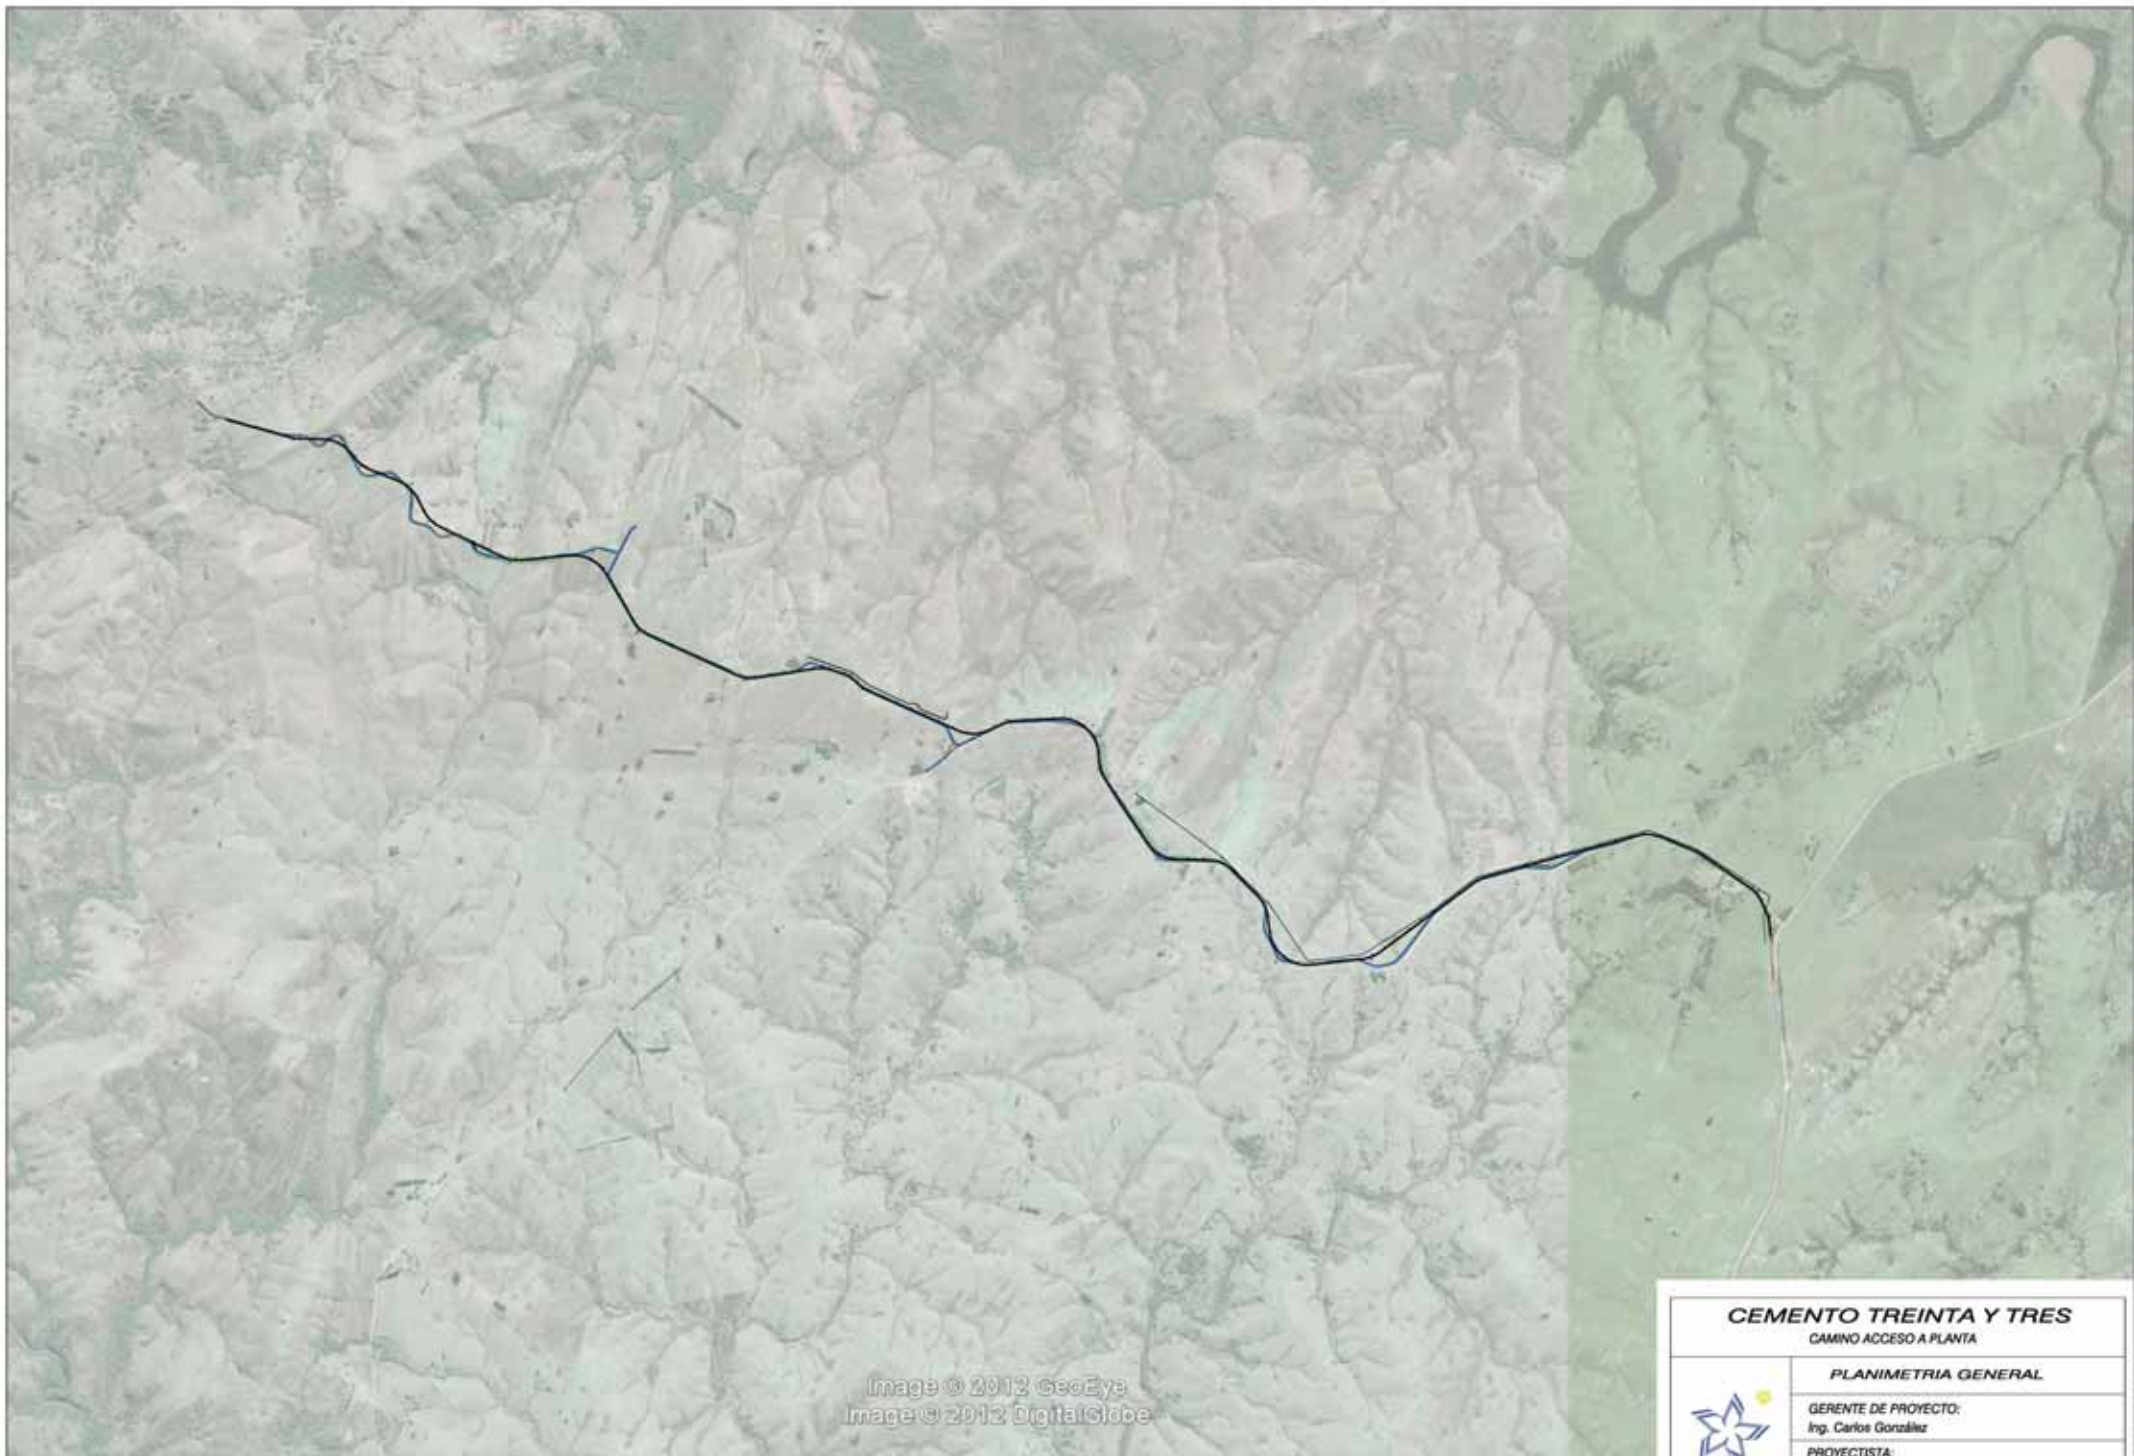 Image © 2012 GeoEye
Image © 2012 DigitalGlobe
CEMENTO TREINTA Y TRES
CAMINO ACCESO A PLANTA
PLANIMETRIA GENERAL
GERENTE DE PROYECTO:
Ing. Carlos González
PROYECTISTA: